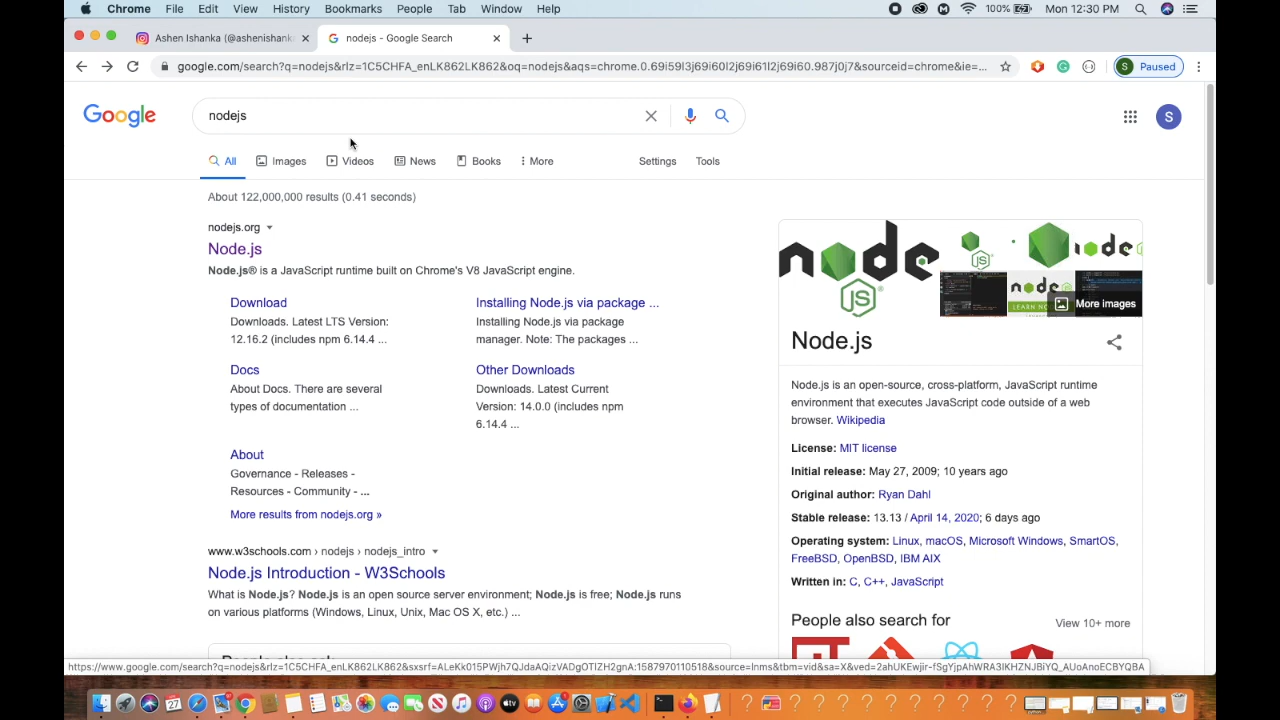 Chrome File Edit View History Bookmarks People Tab Window Help 100% Mon 12:30 PM
Ashen Ishanka (@ashenishanka
nodejs - Google Search
google.com/search?q=nodejs&rlz=1C5CHFA_enLK862LK862&oq=nodejs&aqs=chrome.0.69i59l3j69i60l2j69i61l2j69i60.987j0j7&sourceid=chrome&ie=...
S Paused
Google
nodejs
S
All Images Videos News Books More Settings Tools
About 122,000,000 results (0.41 seconds)
nodejs.org
Node.js
Node.js® is a JavaScript runtime built on Chrome's V8 JavaScript engine.
Download
Downloads. Latest LTS Version:
12.16.2 (includes npm 6.14.4 ...
Installing Node.js via package ...
Installing Node.js via package
manager. Note: The packages ...
Docs
About Docs. There are several
types of documentation ...
Other Downloads
Downloads. Latest Current
Version: 14.0.0 (includes npm
6.14.4 ...
About
Governance - Releases -
Resources - Community - ...
More results from nodejs.org »
www.w3schools.com › nodejs › nodejs_intro
Node.js Introduction - W3Schools
What is Node.js? Node.js is an open source server environment; Node.js is free; Node.js runs
on various platforms (Windows, Linux, Unix, Mac OS X, etc.) ...
node
JS
More images
Node.js
Node.js is an open-source, cross-platform, JavaScript runtime
environment that executes JavaScript code outside of a web
browser. Wikipedia
License: MIT license
Initial release: May 27, 2009; 10 years ago
Original author: Ryan Dahl
Stable release: 13.13 / April 14, 2020; 6 days ago
Operating system: Linux, macOS, Microsoft Windows, SmartOS,
FreeBSD, OpenBSD, IBM AIX
Written in: C, C++, JavaScript
People also search for
View 10+ more